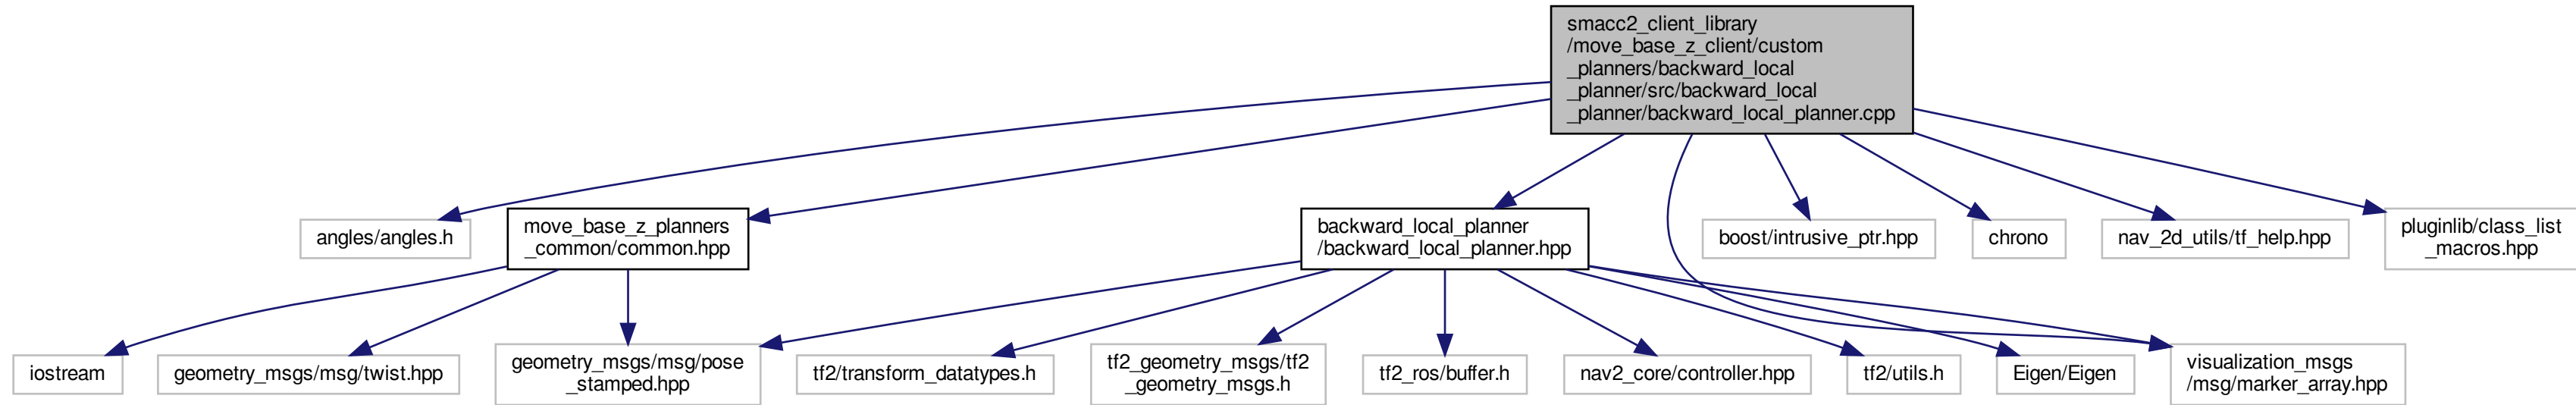 smacc2_client_library
/move_base_z_client/custom
_planners/backward_local
_planner/src/backward_local
_planner/backward_local_planner.cpp
angles/angles.h
move_base_z_planners
_common/common.hpp
backward_local_planner
/backward_local_planner.hpp
boost/intrusive_ptr.hpp
chrono
nav_2d_utils/tf_help.hpp
pluginlib/class_list
_macros.hpp
iostream
geometry_msgs/msg/twist.hpp
geometry_msgs/msg/pose
_stamped.hpp
tf2/transform_datatypes.h
tf2_geometry_msgs/tf2
_geometry_msgs.h
tf2_ros/buffer.h
nav2_core/controller.hpp
tf2/utils.h
Eigen/Eigen
visualization_msgs
/msg/marker_array.hpp